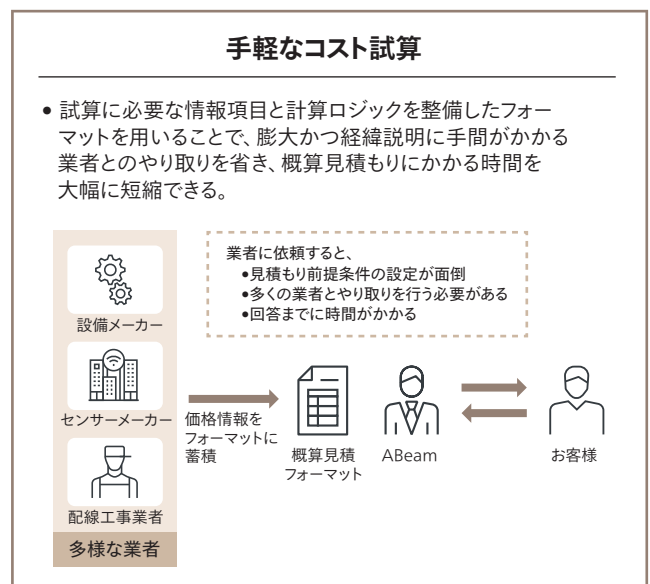 手軽なコスト試算
• 試算に必要な情報項目と計算ロジックを整備したフォー
マットを用いることで、膨大かつ経緯説明に手間がかかる
業者とのやり取りを省き、概算見積もりにかかる時間を
大幅に短縮できる。
業者に依頼すると、
•見積もり前提条件の設定が面倒
•多くの業者とやり取りを行う必要がある
•回答までに時間がかかる
設備メーカー
センサーメーカー
配線工事業者
多様な業者
価格情報を
フォーマットに
蓄積
概算見積
フォーマット
ABeam
お客様